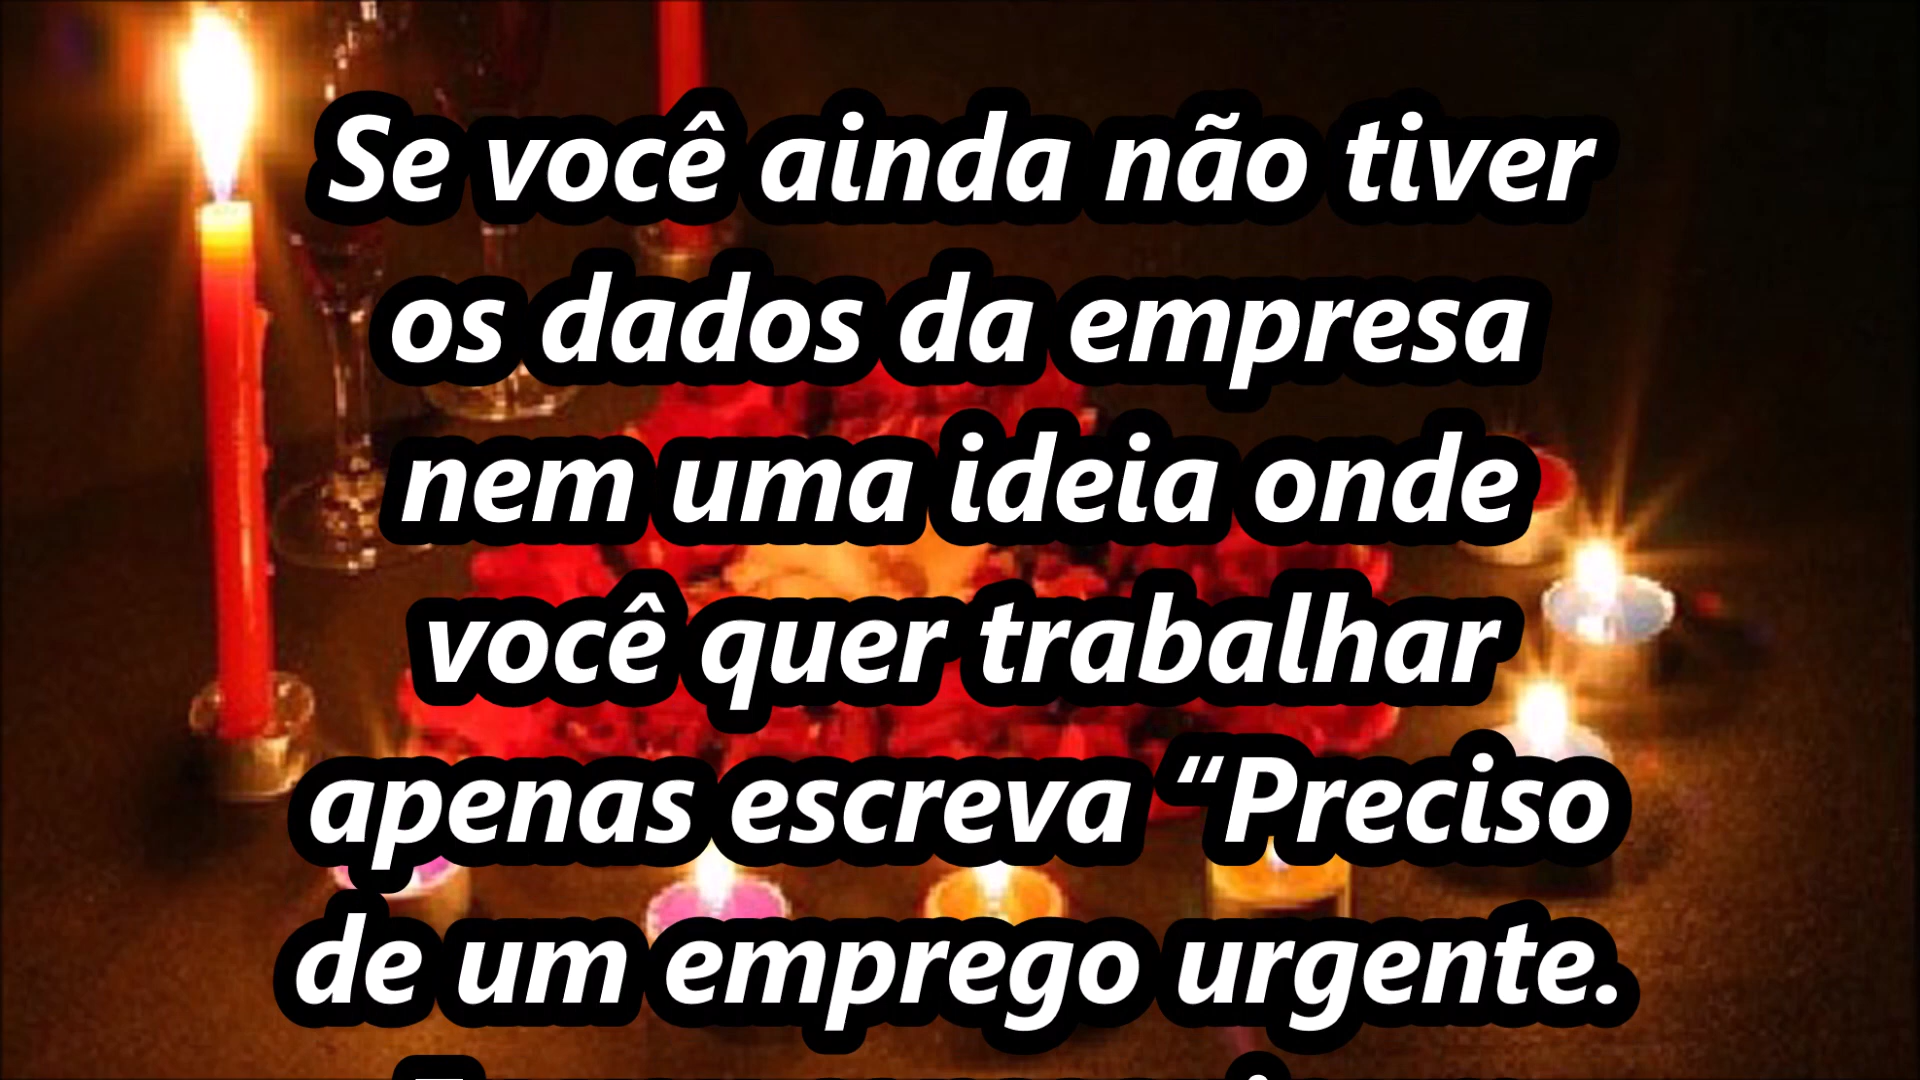 Se você ainda não tiver
os dados da empresa
nem uma ideia onde
você quer trabalhar
apenas escreva “Preciso
de um emprego urgente.